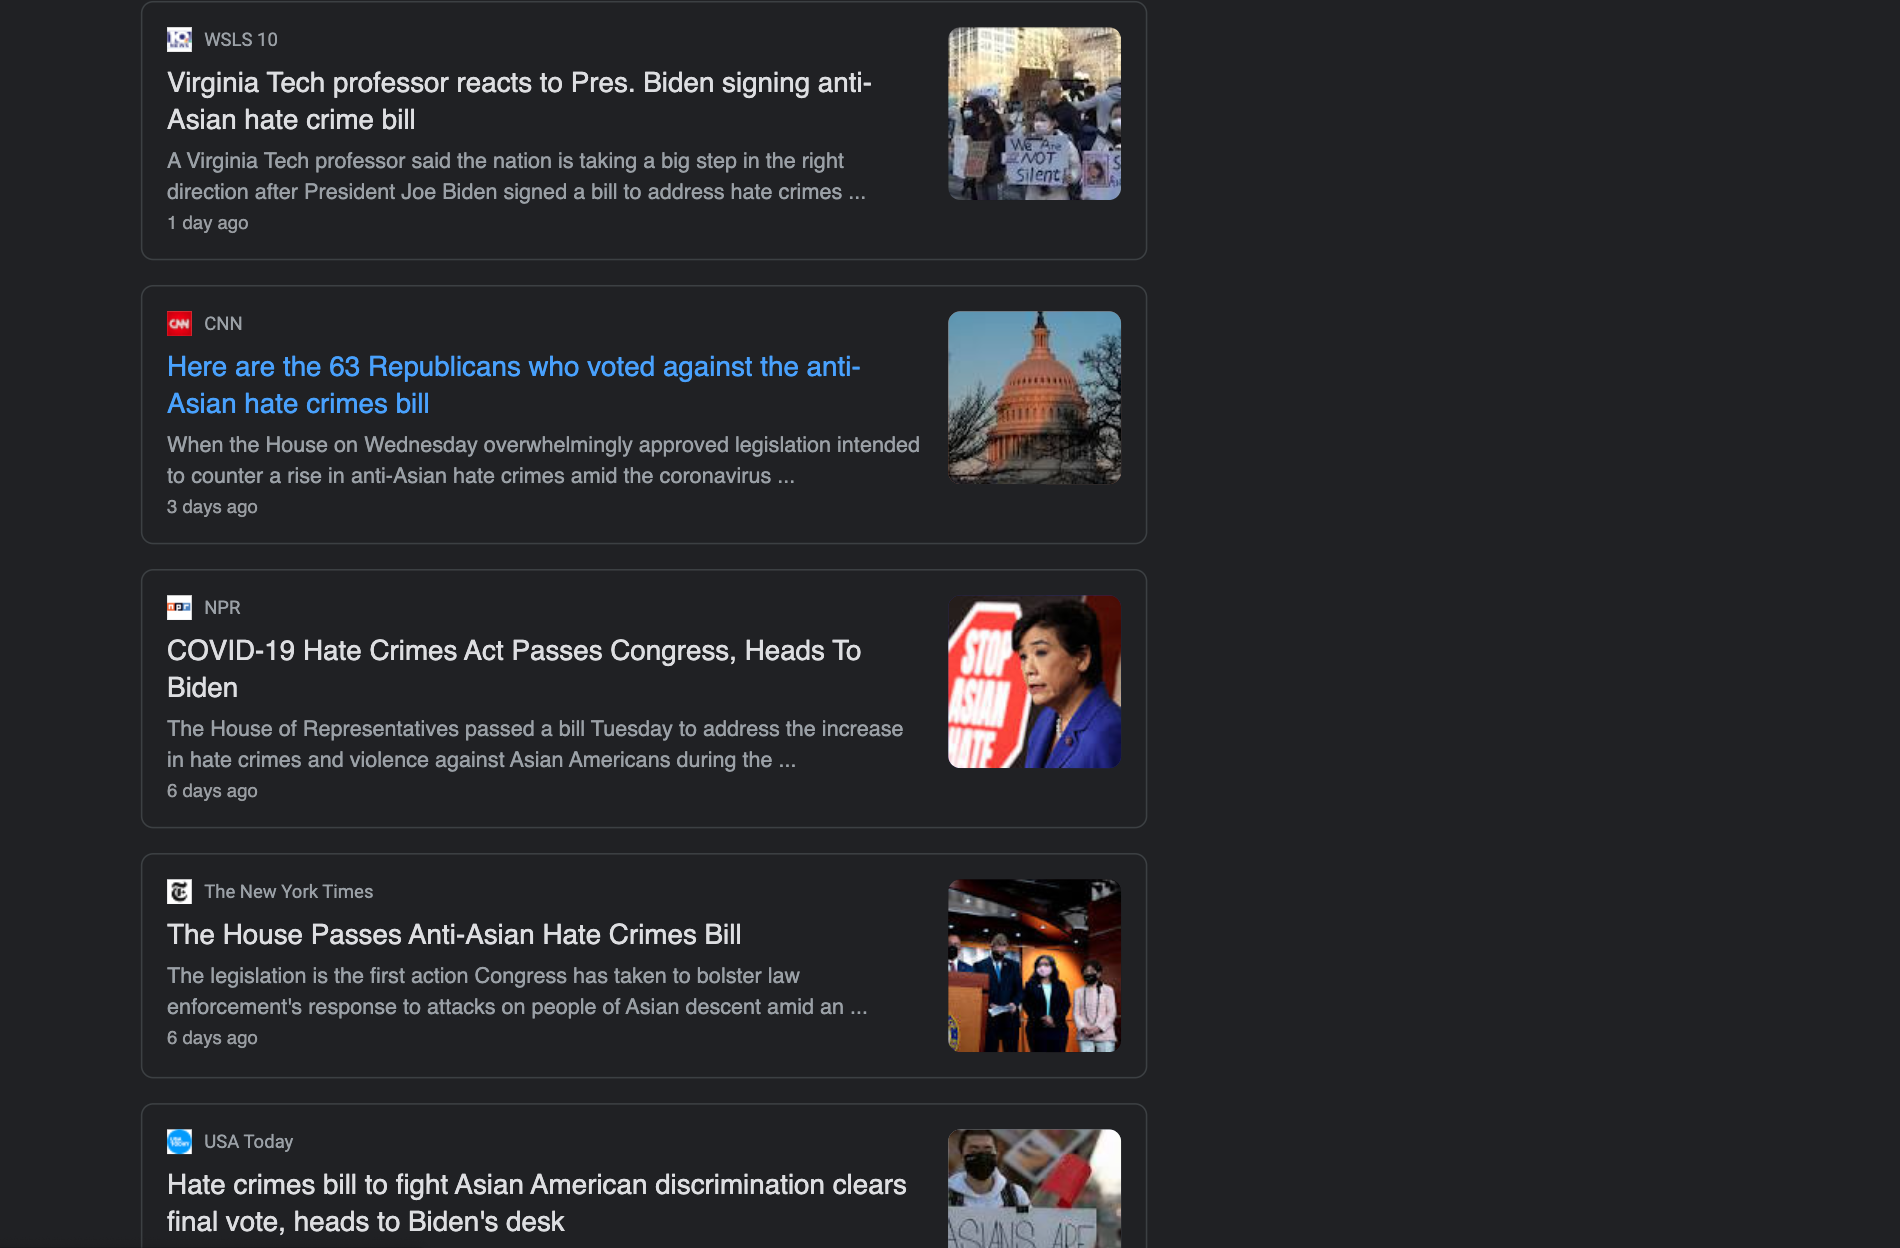 WSLS 10
Virginia Tech professor reacts to Pres. Biden signing anti-
Asian hate crime bill
A Virginia Tech professor said the nation is taking a big step in the right
direction after President Joe Biden signed a bill to address hate crimes ...
1 day ago
We Are
NOT
Silent
CNN
CNN
Here are the 63 Republicans who voted against the anti-
Asian hate crimes bill
When the House on Wednesday overwhelmingly approved legislation intended
to counter a rise in anti-Asian hate crimes amid the coronavirus ...
3 days ago
npr
NPR
COVID-19 Hate Crimes Act Passes Congress, Heads To
Biden
The House of Representatives passed a bill Tuesday to address the increase
in hate crimes and violence against Asian Americans during the ...
6 days ago
STOP
ASIAN
HATE
The New York Times
The House Passes Anti-Asian Hate Crimes Bill
The legislation is the first action Congress has taken to bolster law
enforcement's response to attacks on people of Asian descent amid an ...
6 days ago
USA TODAY
USA Today
Hate crimes bill to fight Asian American discrimination clears
final vote, heads to Biden's desk
ASIANS ARE